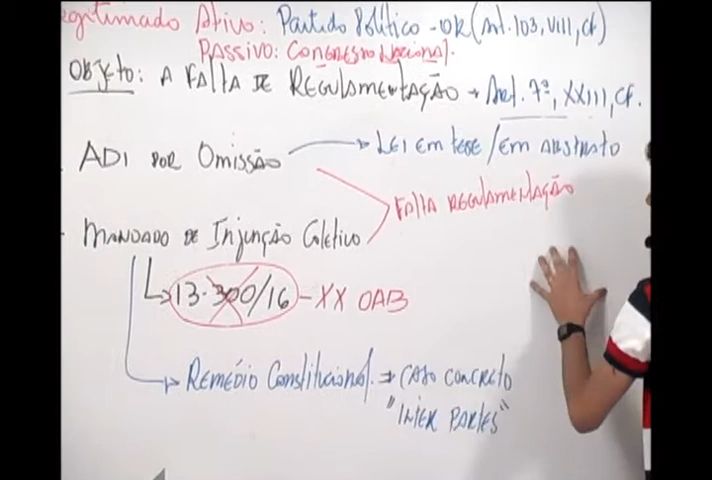 egitimado Ativo: Partido Político - OK (Art. 103, VIII, CF)
PASSIVO: CONGRESSO Nacional.
Objeto: A FALTA DE REGULAMENTAÇÃO → Art. 7º, XXIII, CF.
ADI POR OMISSÃO → LEI EM TESE / EM ABSTRATO
FALTA REGULAMENTAÇÃO
- MANDADO DE INJUNÇÃO Coletivo
→ 13.300/16 - XX OAB
→ REMÉDIO Constitucional. ⇒ CASO CONCRETO
"INTER PARTES"